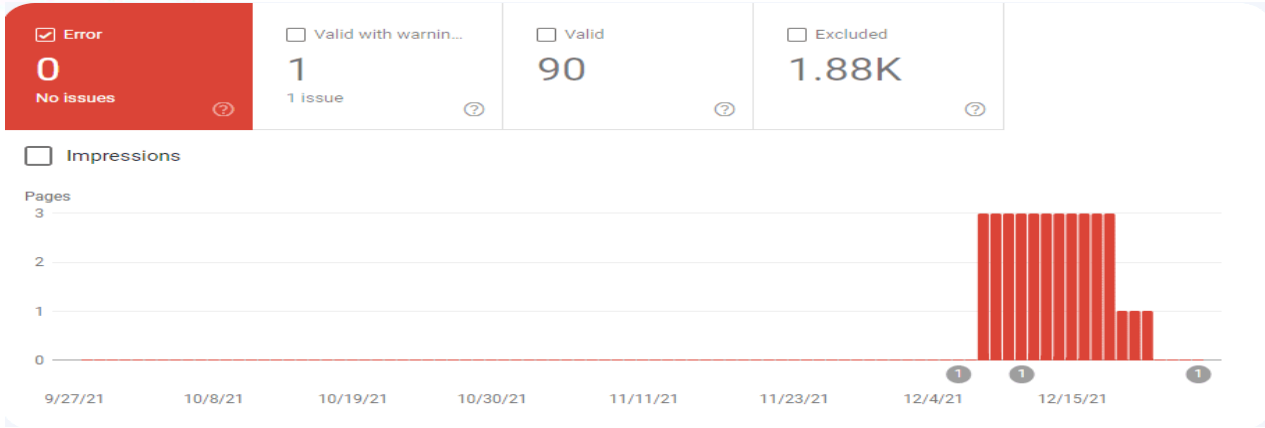 Error
0
No issues
Valid with warnin...
1
1 issue
Valid
90
Excluded
1.88K
Impressions
Pages
3
2
1
0
1 1 1
9/27/21 10/8/21 10/19/21 10/30/21 11/11/21 11/23/21 12/4/21 12/15/21